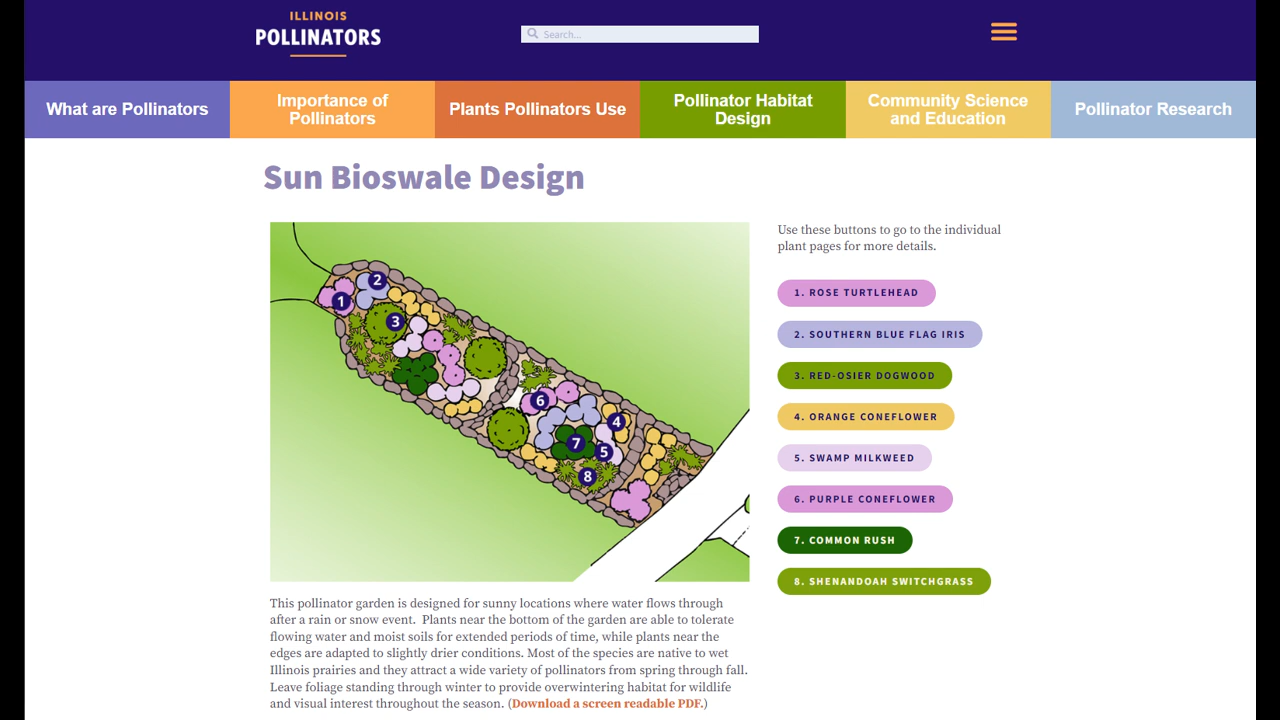 ILLINOIS
POLLINATORS
Search...
What are Pollinators
Importance of
Pollinators
Plants Pollinators Use
Pollinator Habitat
Design
Community Science
and Education
Pollinator Research
Sun Bioswale Design
1
2
3
4
5
6
7
8
Use these buttons to go to the individual
plant pages for more details.
1. ROSE TURTLEHEAD
2. SOUTHERN BLUE FLAG IRIS
3. RED-OSIER DOGWOOD
4. ORANGE CONEFLOWER
5. SWAMP MILKWEED
6. PURPLE CONEFLOWER
7. COMMON RUSH
8. SHENANDOAH SWITCHGRASS
This pollinator garden is designed for sunny locations where water flows through
after a rain or snow event.  Plants near the bottom of the garden are able to tolerate
flowing water and moist soils for extended periods of time, while plants near the
edges are adapted to slightly drier conditions. Most of the species are native to wet
Illinois prairies and they attract a wide variety of pollinators from spring through fall.
Leave foliage standing through winter to provide overwintering habitat for wildlife
and visual interest throughout the season. (Download a screen readable PDF.)